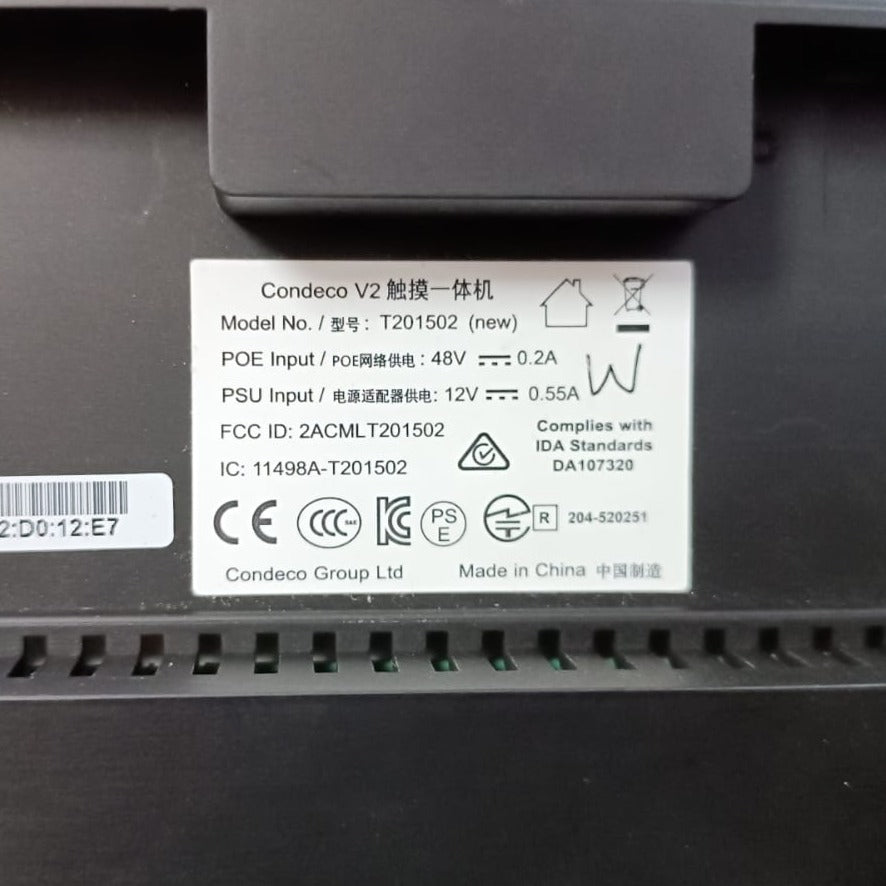 Condeco V2 触摸一体机
Model No. / 型号: T201502 (new)
POE Input / POE网络供电: 48V 0.2A
PSU Input / 电源适配器供电: 12V 0.55A
W
FCC ID: 2ACMLT201502
IC: 11498A-T201502
Complies with
IDA Standards
DA107320
2:D0:12:E7
CE CCC KC PS E R 204-520251
Condeco Group Ltd Made in China 中国制造